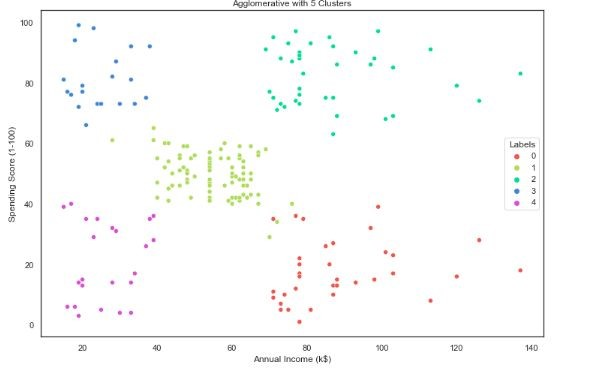 Agglomerative with 5 Clusters
100
80
60
40
20
0
Spending Score (1-100)
Labels
0
1
2
3
4
20 40 60 80 100 120 140
Annual Income (k$)